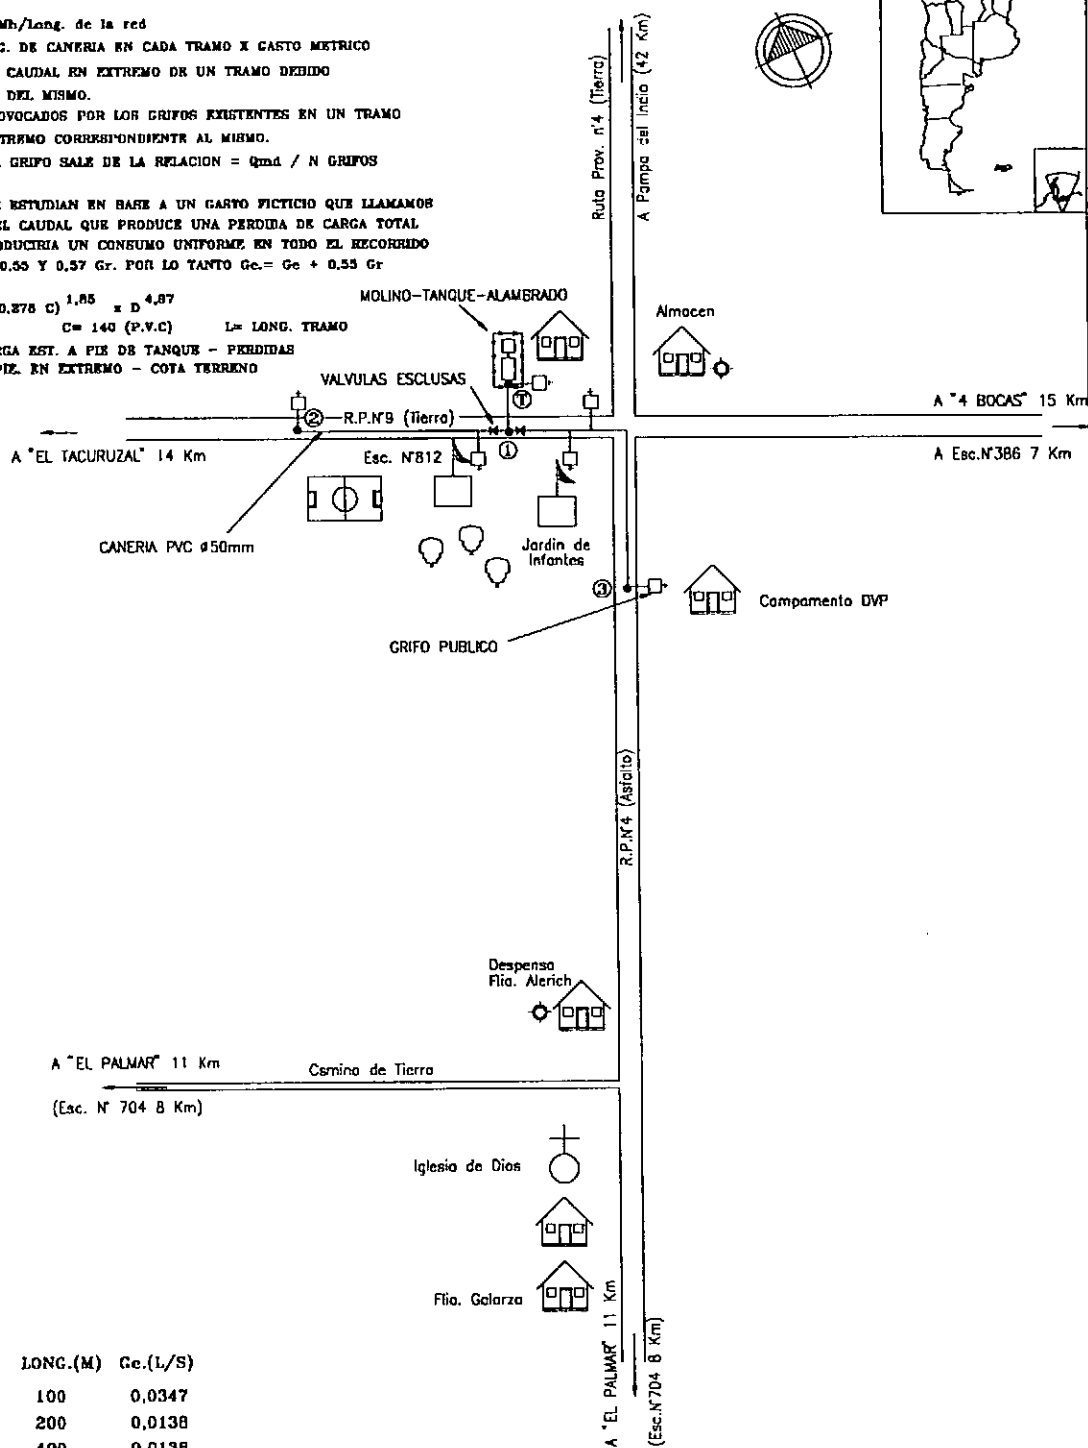 Mh/Long. de la red
G. DE CANERIA EN CADA TRAMO X GASTO METRICO
CAUDAL EN EXTREMO DE UN TRAMO DEBIDO
DEL MISMO.
OVOCADOS POR LOS GRIFOS EXISTENTES EN UN TRAMO
TREMO CORRESPONDIENTE AL MISMO.
GRIFO SALE DE LA RELACION = Qmd / N GRIFOS
ESTUDIAN EN BASE A UN GASTO FICTICIO QUE LLAMAMOS
EL CAUDAL QUE PRODUCE UNA PERDIDA DE CARGA TOTAL
ODUCIRIA UN CONSUMO UNIFORME EN TODO EL RECORRIDO
0,55 Y 0,57 Gr. POR LO TANTO Gc.= Ge + 0,55 Gr
0,278 C) 1,85 x D 4,87
C= 140 (P.V.C) L= LONG. TRAMO
RGA EST. A PIE DE TANQUE - PERDIDAS
PIE. EN EXTREMO - COTA TERRENO
Ruta Prov. n°4 (Tierra)
A Pampa del Indio (42 Km)
MOLINO-TANQUE-ALAMBRADO
Almacen
VALVULAS ESCLUSAS
T
2
R.P.N°9 (Tierra)
A "4 BOCAS" 15 Km
A "EL TACURUZAL" 14 Km
Esc. N°812
1
A Esc.N°386 7 Km
CANERIA PVC ø50mm
Jardin de
Infantes
3
Campamento DVP
GRIFO PUBLICO
R.P.N°4 (Asfalto)
Despensa
Flia. Alerich
A "EL PALMAR" 11 Km
Camino de Tierra
(Esc. N° 704 8 Km)
Iglesia de Dios
Flia. Galarza
A "EL PALMAR" 11 Km
(Esc.N°704 8 Km)
LONG.(M) Gc.(L/S)
100 0,0347
200 0,0138
400 0,0138